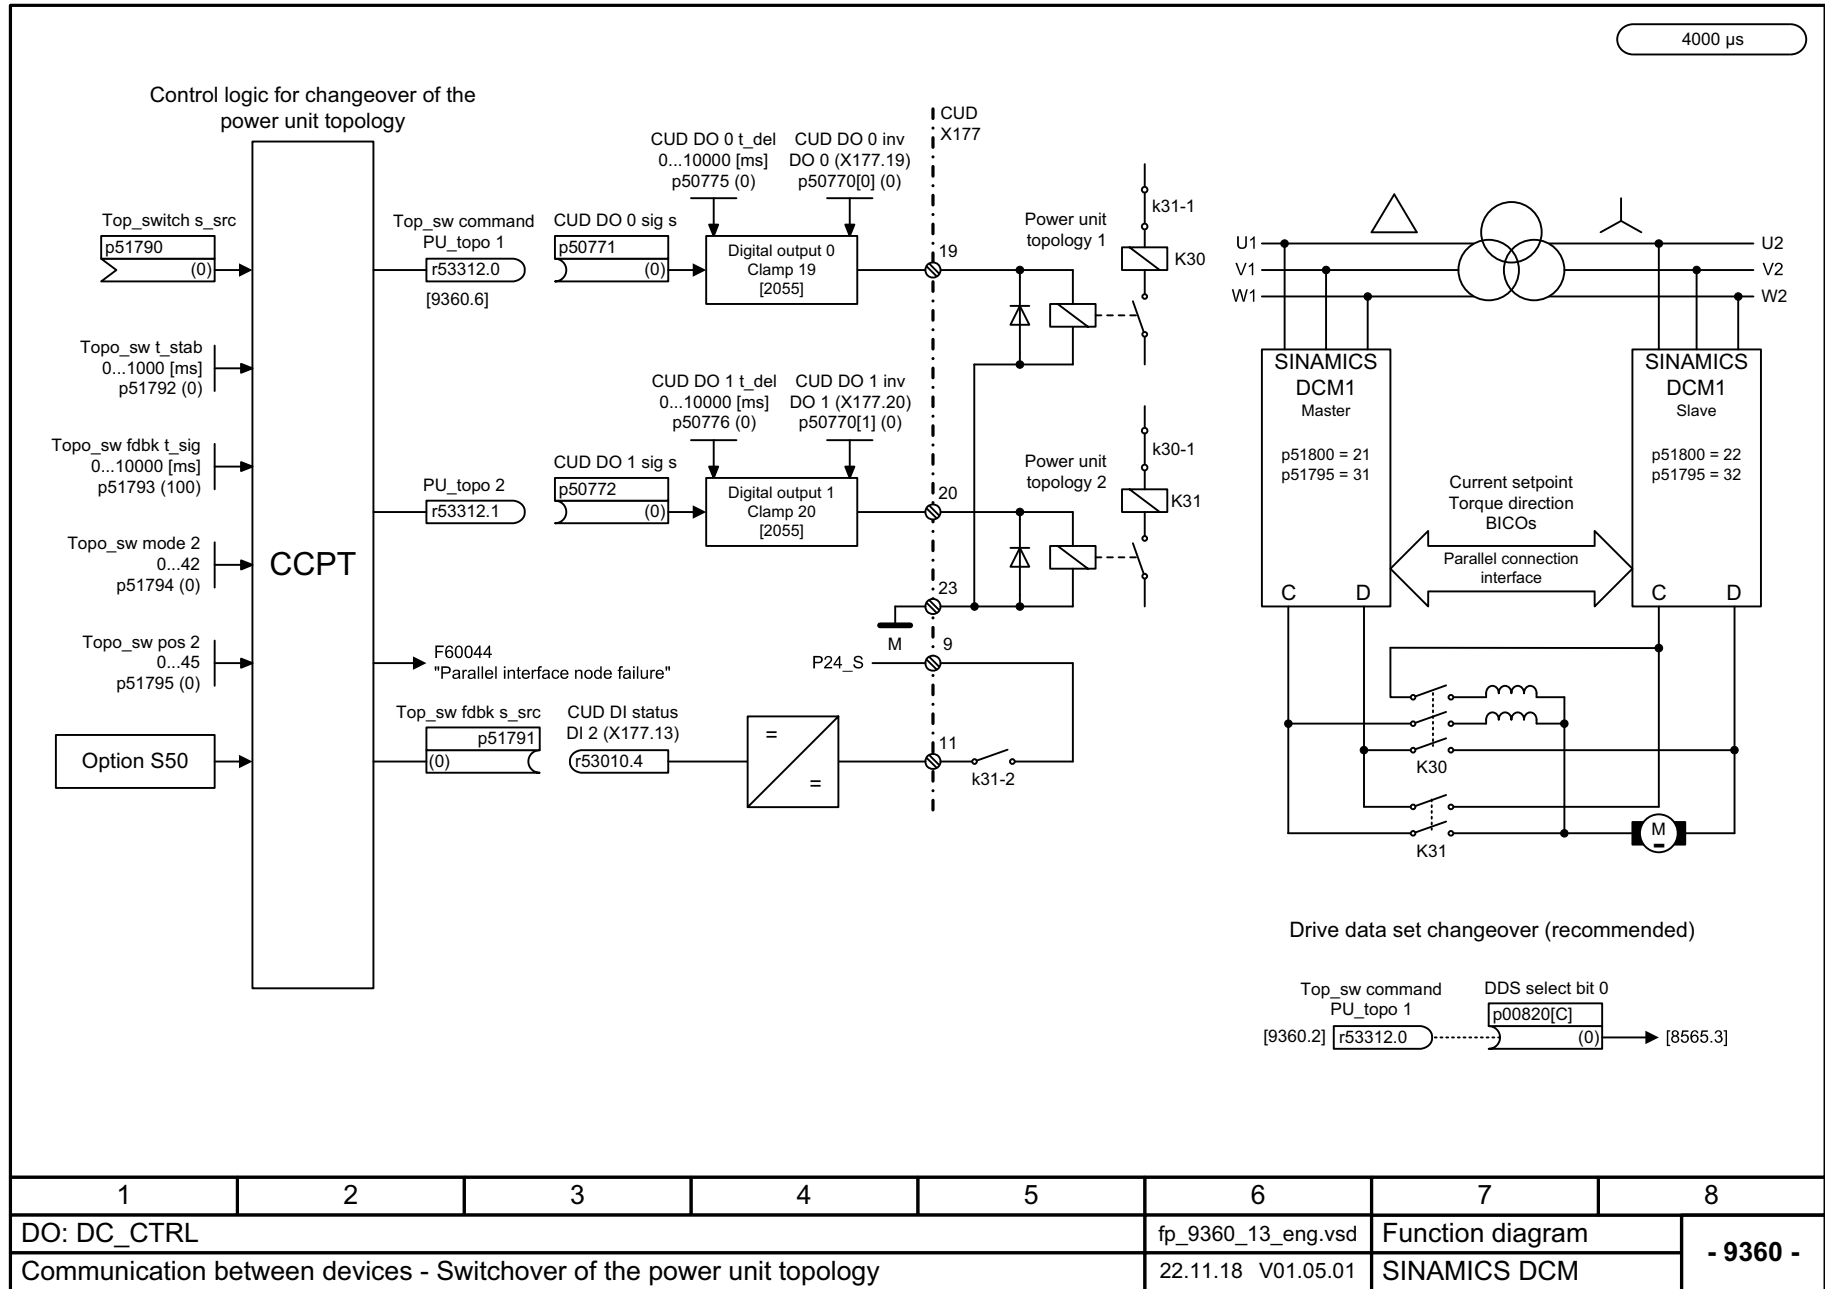 4000 µs
Control logic for changeover of the
power unit topology
Top_switch s_src
p51790
(0)
Topo_sw t_stab
0...1000 [ms]
p51792 (0)
Topo_sw fdbk t_sig
0...10000 [ms]
p51793 (100)
Topo_sw mode 2
0...42
p51794 (0)
Topo_sw pos 2
0...45
p51795 (0)
Option S50
CCPT
Top_sw command
PU_topo 1
r53312.0
[9360.6]
PU_topo 2
r53312.1
F60044
"Parallel interface node failure"
Top_sw fdbk s_src
p51791
(0)
CUD DO 0 sig s
p50771
(0)
CUD DO 1 sig s
p50772
(0)
CUD DI status
DI 2 (X177.13)
r53010.4
CUD DO 0 t_del
0...10000 [ms]
p50775 (0)
CUD DO 0 inv
DO 0 (X177.19)
p50770[0] (0)
Digital output 0
Clamp 19
[2055]
CUD DO 1 t_del
0...10000 [ms]
p50776 (0)
CUD DO 1 inv
DO 1 (X177.20)
p50770[1] (0)
Digital output 1
Clamp 20
[2055]
=
=
CUD
X177
19
20
23
M
9
P24_S
11
k31-2
Power unit
topology 1
k31-1
K30
Power unit
topology 2
k30-1
K31
U1
V1
W1
U2
V2
W2
SINAMICS
DCM1
Master
p51800 = 21
p51795 = 31
C D
SINAMICS
DCM1
Slave
p51800 = 22
p51795 = 32
C D
Current setpoint
Torque direction
BICOs
Parallel connection
interface
K30
K31
M
Drive data set changeover (recommended)
Top_sw command
PU_topo 1
[9360.2]
r53312.0
DDS select bit 0
p00820[C]
(0)
[8565.3]
1 2 3 4 5 6 7 8
DO: DC_CTRL
fp_9360_13_eng.vsd
Function diagram
- 9360 -
Communication between devices - Switchover of the power unit topology
22.11.18 V01.05.01
SINAMICS DCM